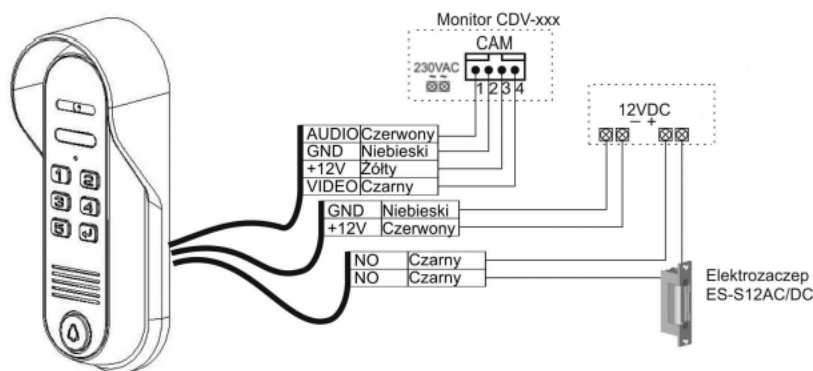 Monitor CDV-xxx
CAM
230VAC
~ ~
1 2 3 4
12VDC
– +
AUDIO Czerwony
GND Niebieski
+12V Żółty
VIDEO Czarny
GND Niebieski
+12V Czerwony
NO Czarny
NO Czarny
Elektrozaczep
ES-S12AC/DC
1 2
3 4
5